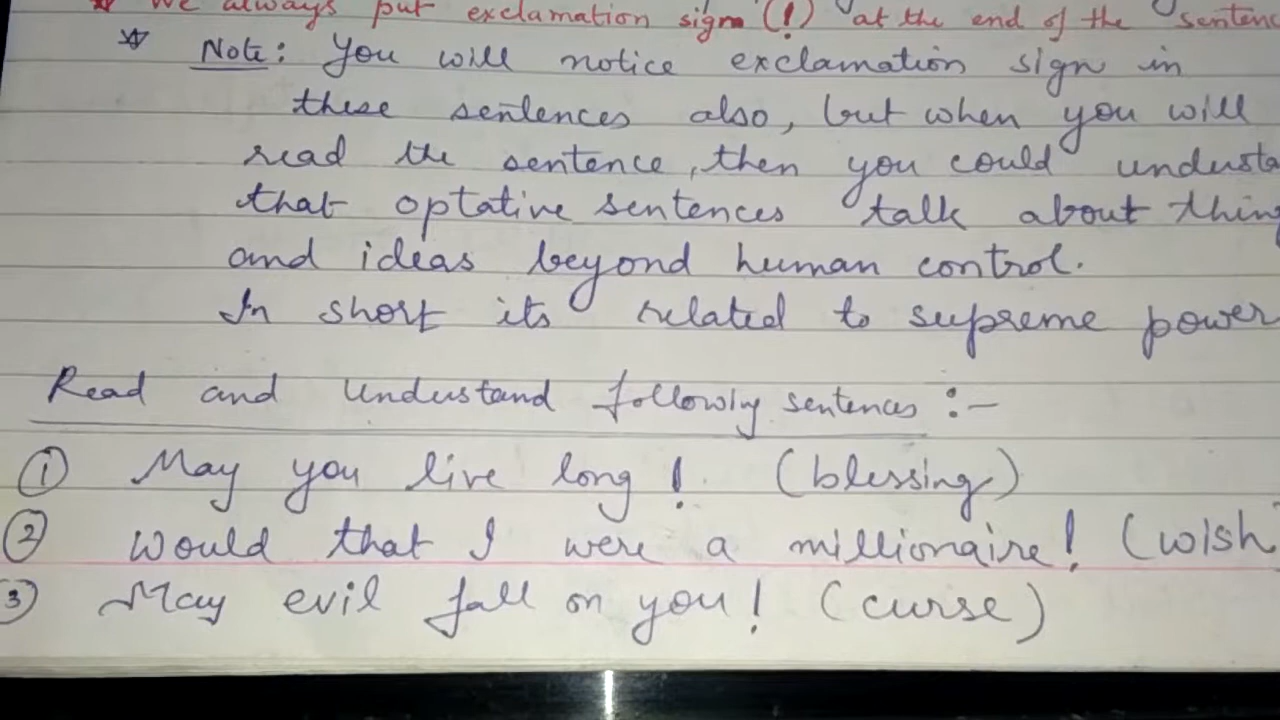 * We always put exclamation sign (!) at the end of the sentenc
* Note: You will notice exclamation sign in
these sentences also, but when you will
read the sentence, then you could understa
that optative sentences talk about thing
and ideas beyond human control.
In short its related to supreme power
Read and Understand following sentences :-
① May you live long! (blessing)
② Would that I were a millionaire! (wish
③ May evil fall on you! (curse)